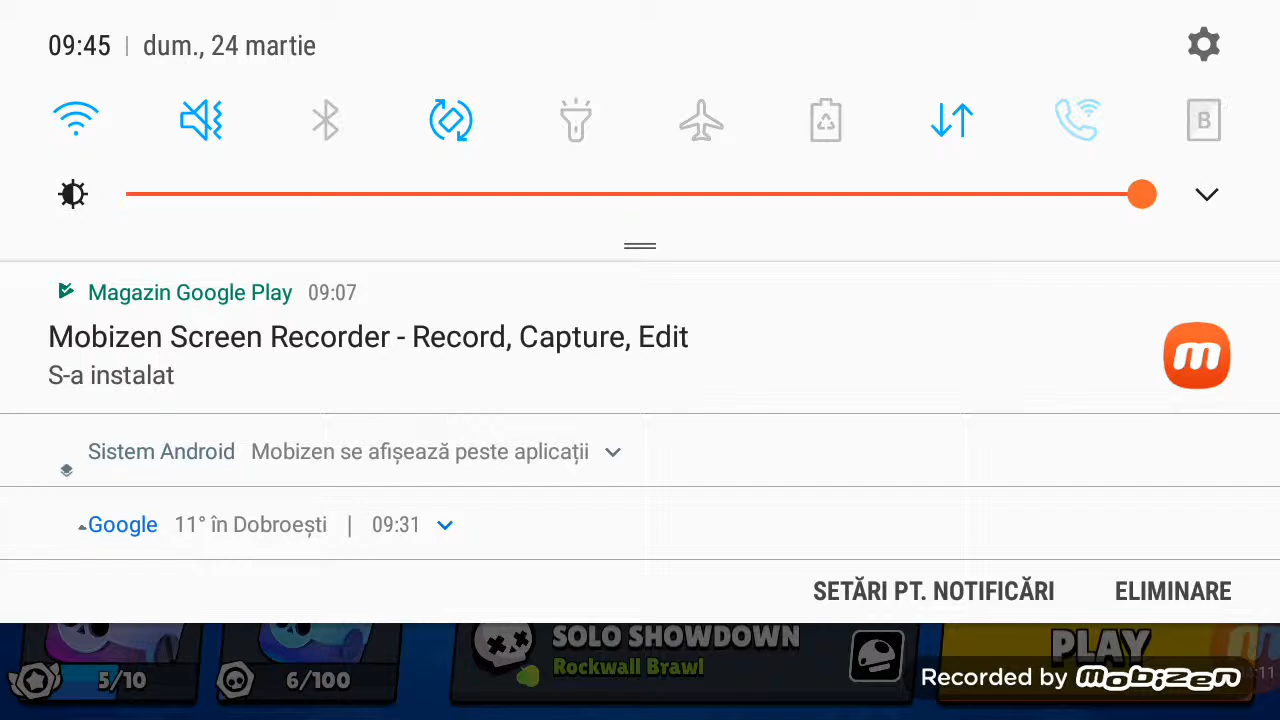 09:45 | dum., 24 martie
B
Magazin Google Play 09:07
Mobizen Screen Recorder - Record, Capture, Edit
S-a instalat
m
Sistem Android Mobizen se afișează peste aplicații
Google 11° în Dobroești | 09:31
SETĂRI PT. NOTIFICĂRI ELIMINARE
SOLO SHOWDOWN
Rockwall Brawl
PLAY
5/10
6/100
Recorded by mobizen